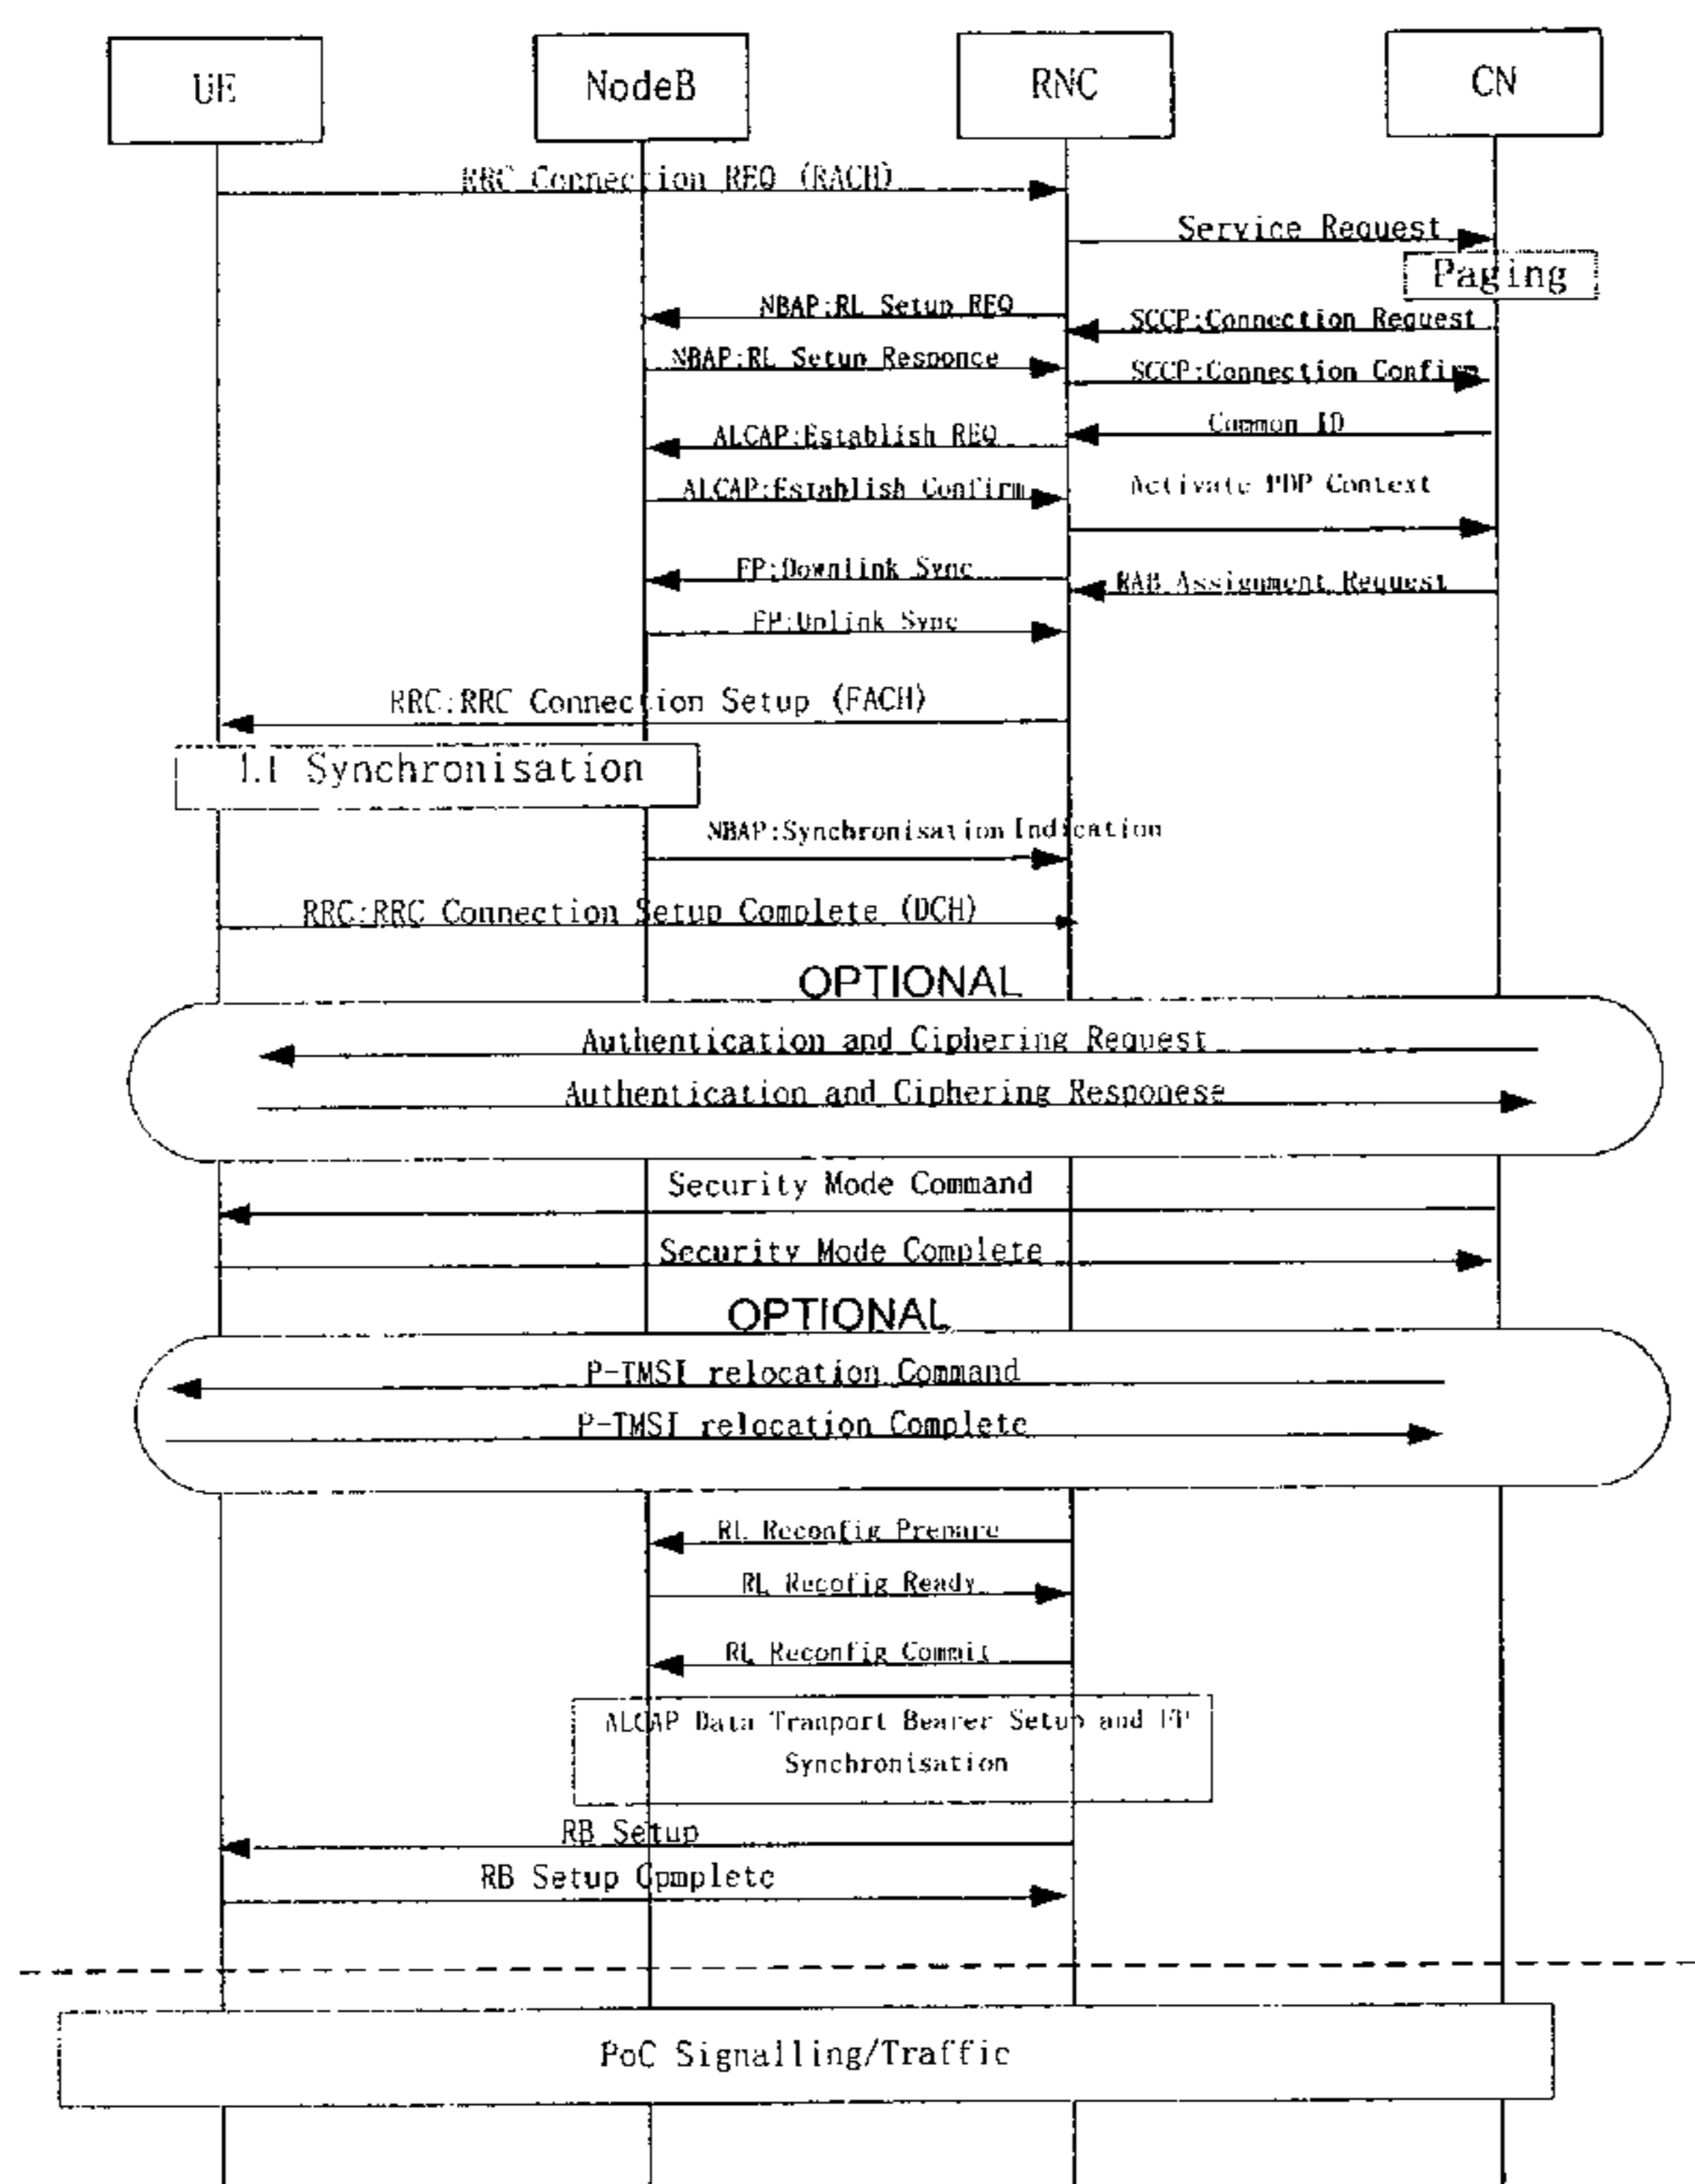 UE
NodeB
RNC
CN
RRC Connection REQ (RACH)
Service Request
Paging
NBAP:RL Setup REQ
SCCP:Connection Request
NBAP:RL Setup Responce
SCCP:Connection Confirm
Common ID
ALCAP:Establish REQ
Activate PDP Context
ALCAP:Establish Confirm
FP:Downlink Sync
RAB Assignment Request
FP:Uplink Sync
RRC:RRC Connection Setup (FACH)
Synchronisation
NBAP:Synchronisation Indication
RRC:RRC Connection Setup Complete (DCH)
OPTIONAL
Authentication and Ciphering Request
Authentication and Ciphering Responese
Security Mode Command
Security Mode Complete
OPTIONAL
P-TMSI relocation Command
P-TMSI relocation Complete
RL Reconfig Prepare
RL Recofig Ready
RL Reconfig Commit
ALCAP Data Tranport Bearer Setup and FP
Synchronisation
RB Setup
RB Setup Cpmplete
PoC Signalling/Traffic